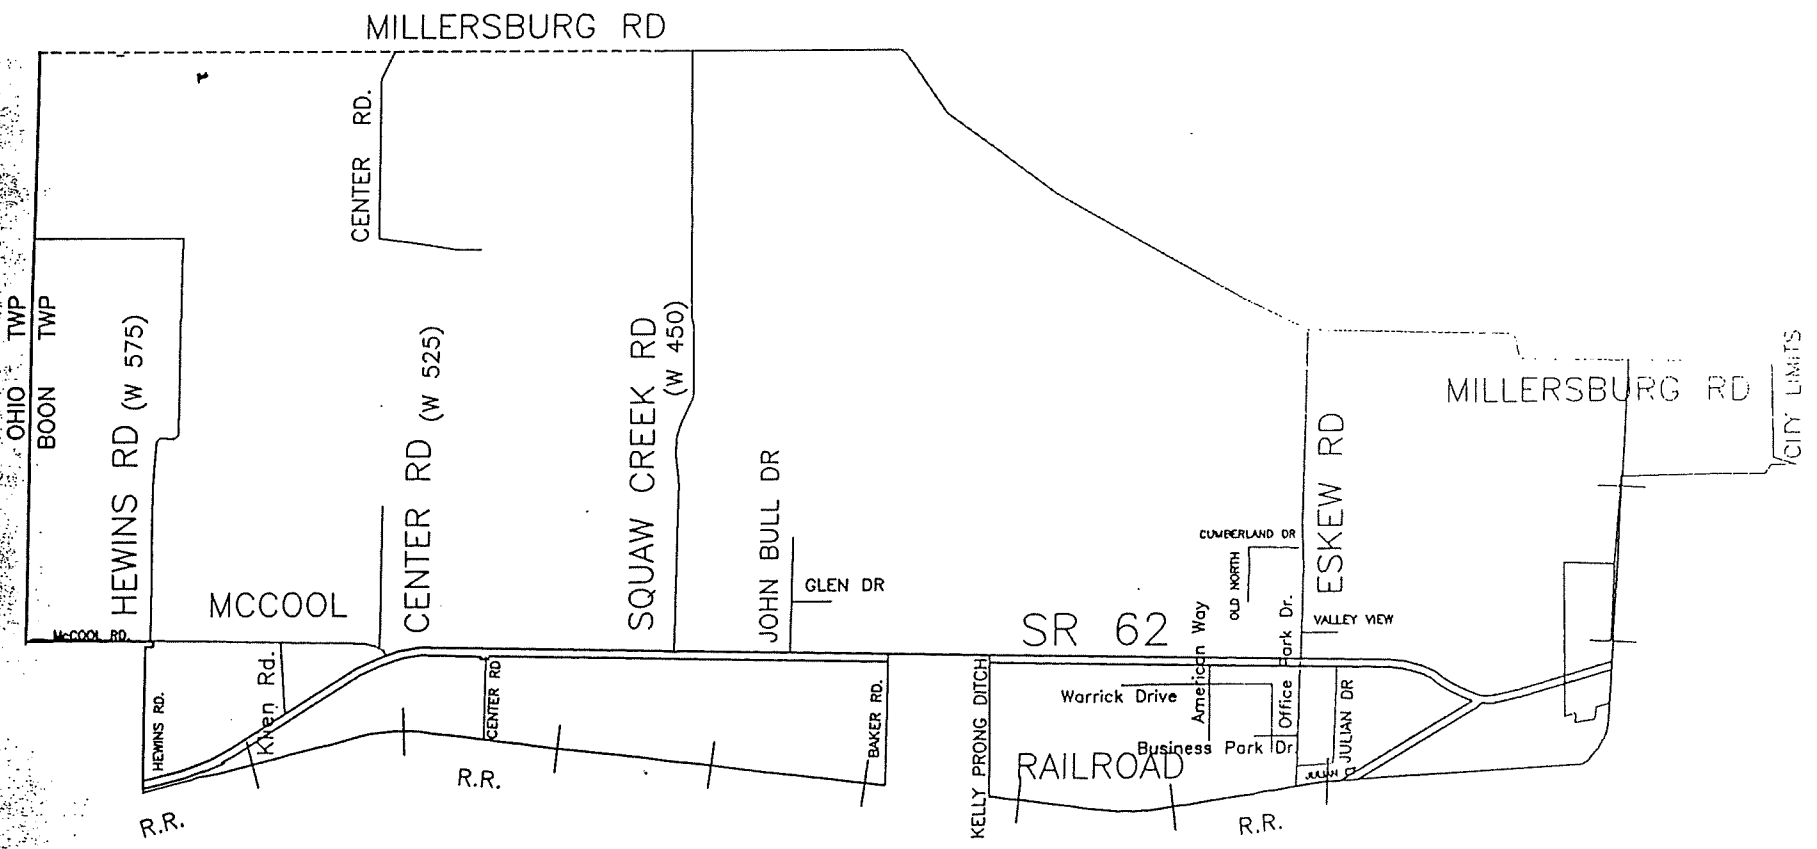 MILLERSBURG RD
CENTER RD.
OHIO TWP
BOON TWP
HEWINS RD (W 575)
CENTER RD (W 525)
SQUAW CREEK RD
(W 450)
MILLERSBURG RD
CITY LIMITS
ESKEW RD
JOHN BULL DR
GLEN DR
CUMBERLAND DR
OLD NORTH
MCCOOL
McCOOL RD.
SR 62
VALLEY VIEW
American Way
Office Park Dr.
HEWINS RD.
CENTER RD
BAKER RD.
KELLY PRONG DITCH
Warrick Drive
JULIAN DR
Business Park Dr
RAILROAD
JULIAN D
R.R.
R.R.
R.R.